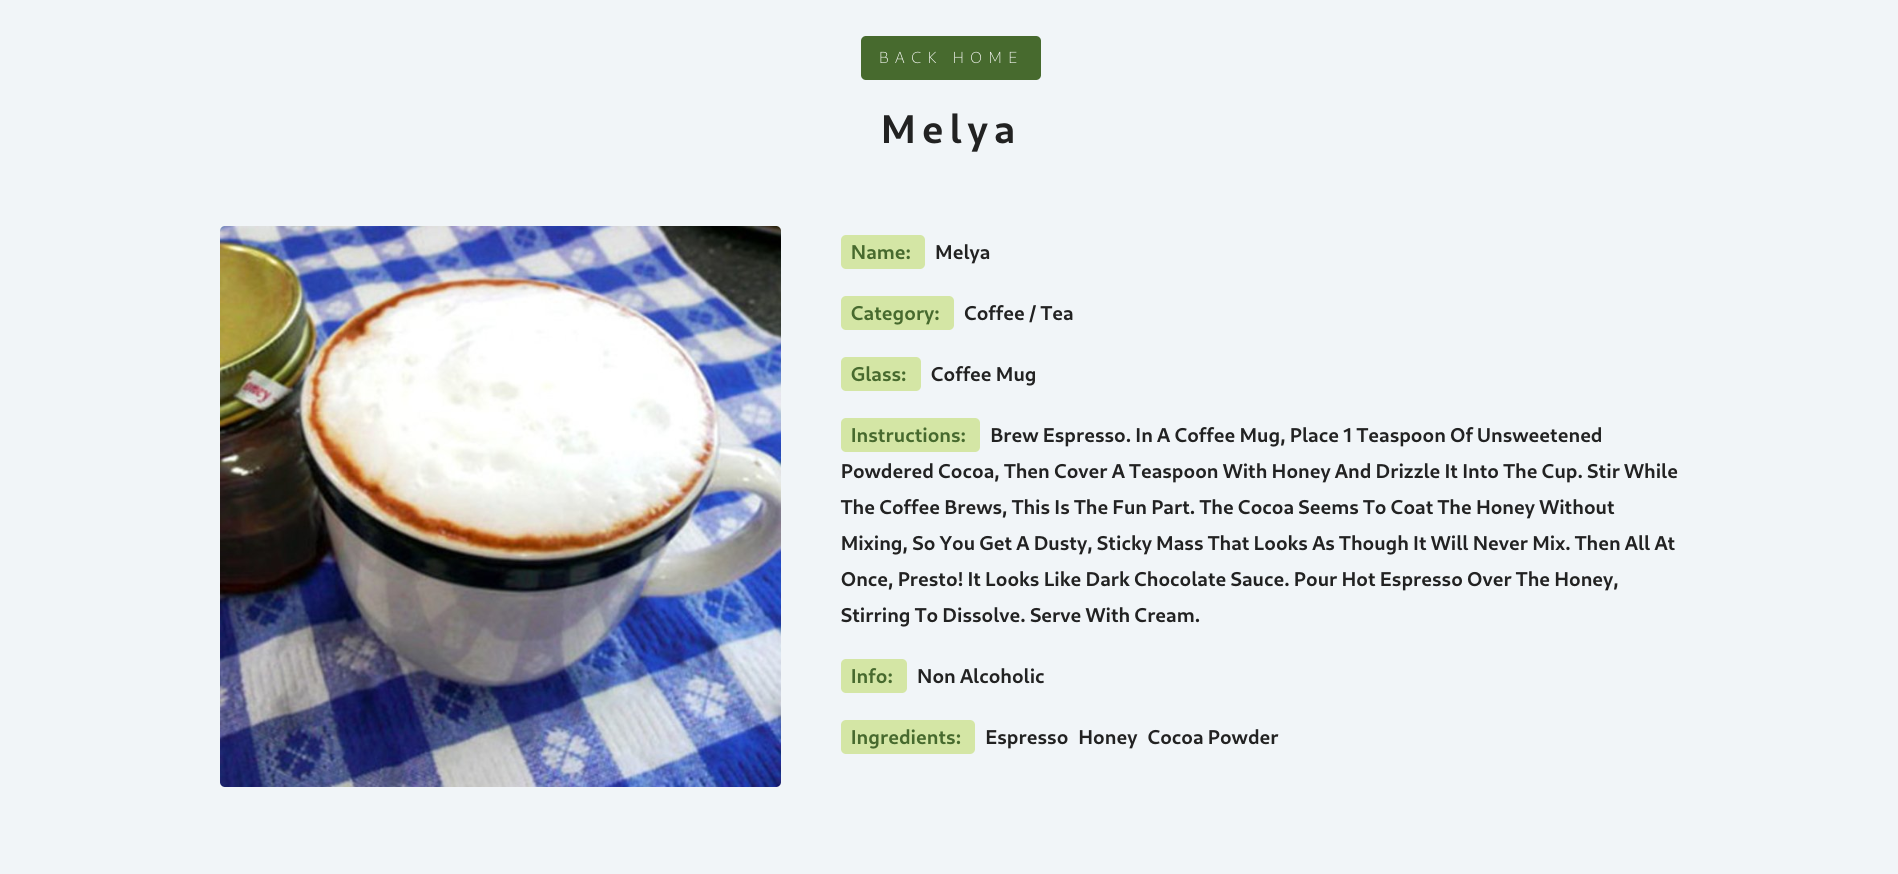 BACK HOME
Melya
Name: Melya
Category: Coffee / Tea
Glass: Coffee Mug
Instructions: Brew Espresso. In A Coffee Mug, Place 1 Teaspoon Of Unsweetened
Powdered Cocoa, Then Cover A Teaspoon With Honey And Drizzle It Into The Cup. Stir While
The Coffee Brews, This Is The Fun Part. The Cocoa Seems To Coat The Honey Without
Mixing, So You Get A Dusty, Sticky Mass That Looks As Though It Will Never Mix. Then All At
Once, Presto! It Looks Like Dark Chocolate Sauce. Pour Hot Espresso Over The Honey,
Stirring To Dissolve. Serve With Cream.
Info: Non Alcoholic
Ingredients: Espresso Honey Cocoa Powder